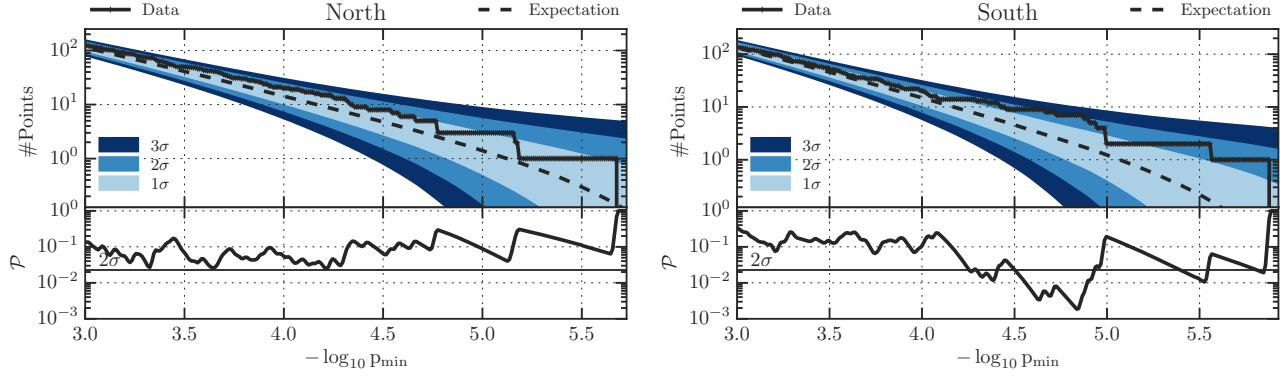 Data North Expectation
10²
10¹
10⁰
#Points
3σ
2σ
1σ
10⁰
10⁻¹
10⁻²
10⁻³
𝒫
2σ
3.0 3.5 4.0 4.5 5.0 5.5
− log₁₀ pₘᵢₙ
Data South Expectation
10²
10¹
10⁰
#Points
3σ
2σ
1σ
10⁰
10⁻¹
10⁻²
10⁻³
𝒫
2σ
3.0 3.5 4.0 4.5 5.0 5.5
− log₁₀ pₘᵢₙ